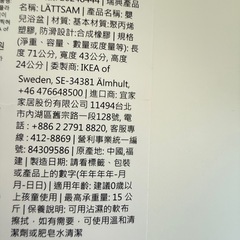 LÄTTSAM | 產品名稱: 嬰
兒浴盆 | 材質: 基本材質:聚丙烯
塑膠, 防滑設計:合成橡膠 | 規格
(淨重、容量、數量或度量等): 長
度 71公分, 寬度 43公分, 高度
24公分 | 委製商: IKEA of
Sweden, SE-34381 Älmhult,
+46 476648500 | 進口商: 宜家
家居股份有限公司 11494台北
市內湖區舊宗路一段128號, 電
話 : +886 2 2791 8820, 客服專
線 : 412-8869 | 營利事業統一編
號: 84309586 | 原產地: 中國,福
建 | 製造日期: 請看標籤、包裝
或產品上的數字(年年年年-月
月-日日) | 適用年齡: 建議0歲以
上孩童使用 | 最高承重量: 15 公
斤 | 保養說明: 可用沾濕的軟布
擦拭, 如有需要, 可使用溫和清
潔劑或肥皂水清潔